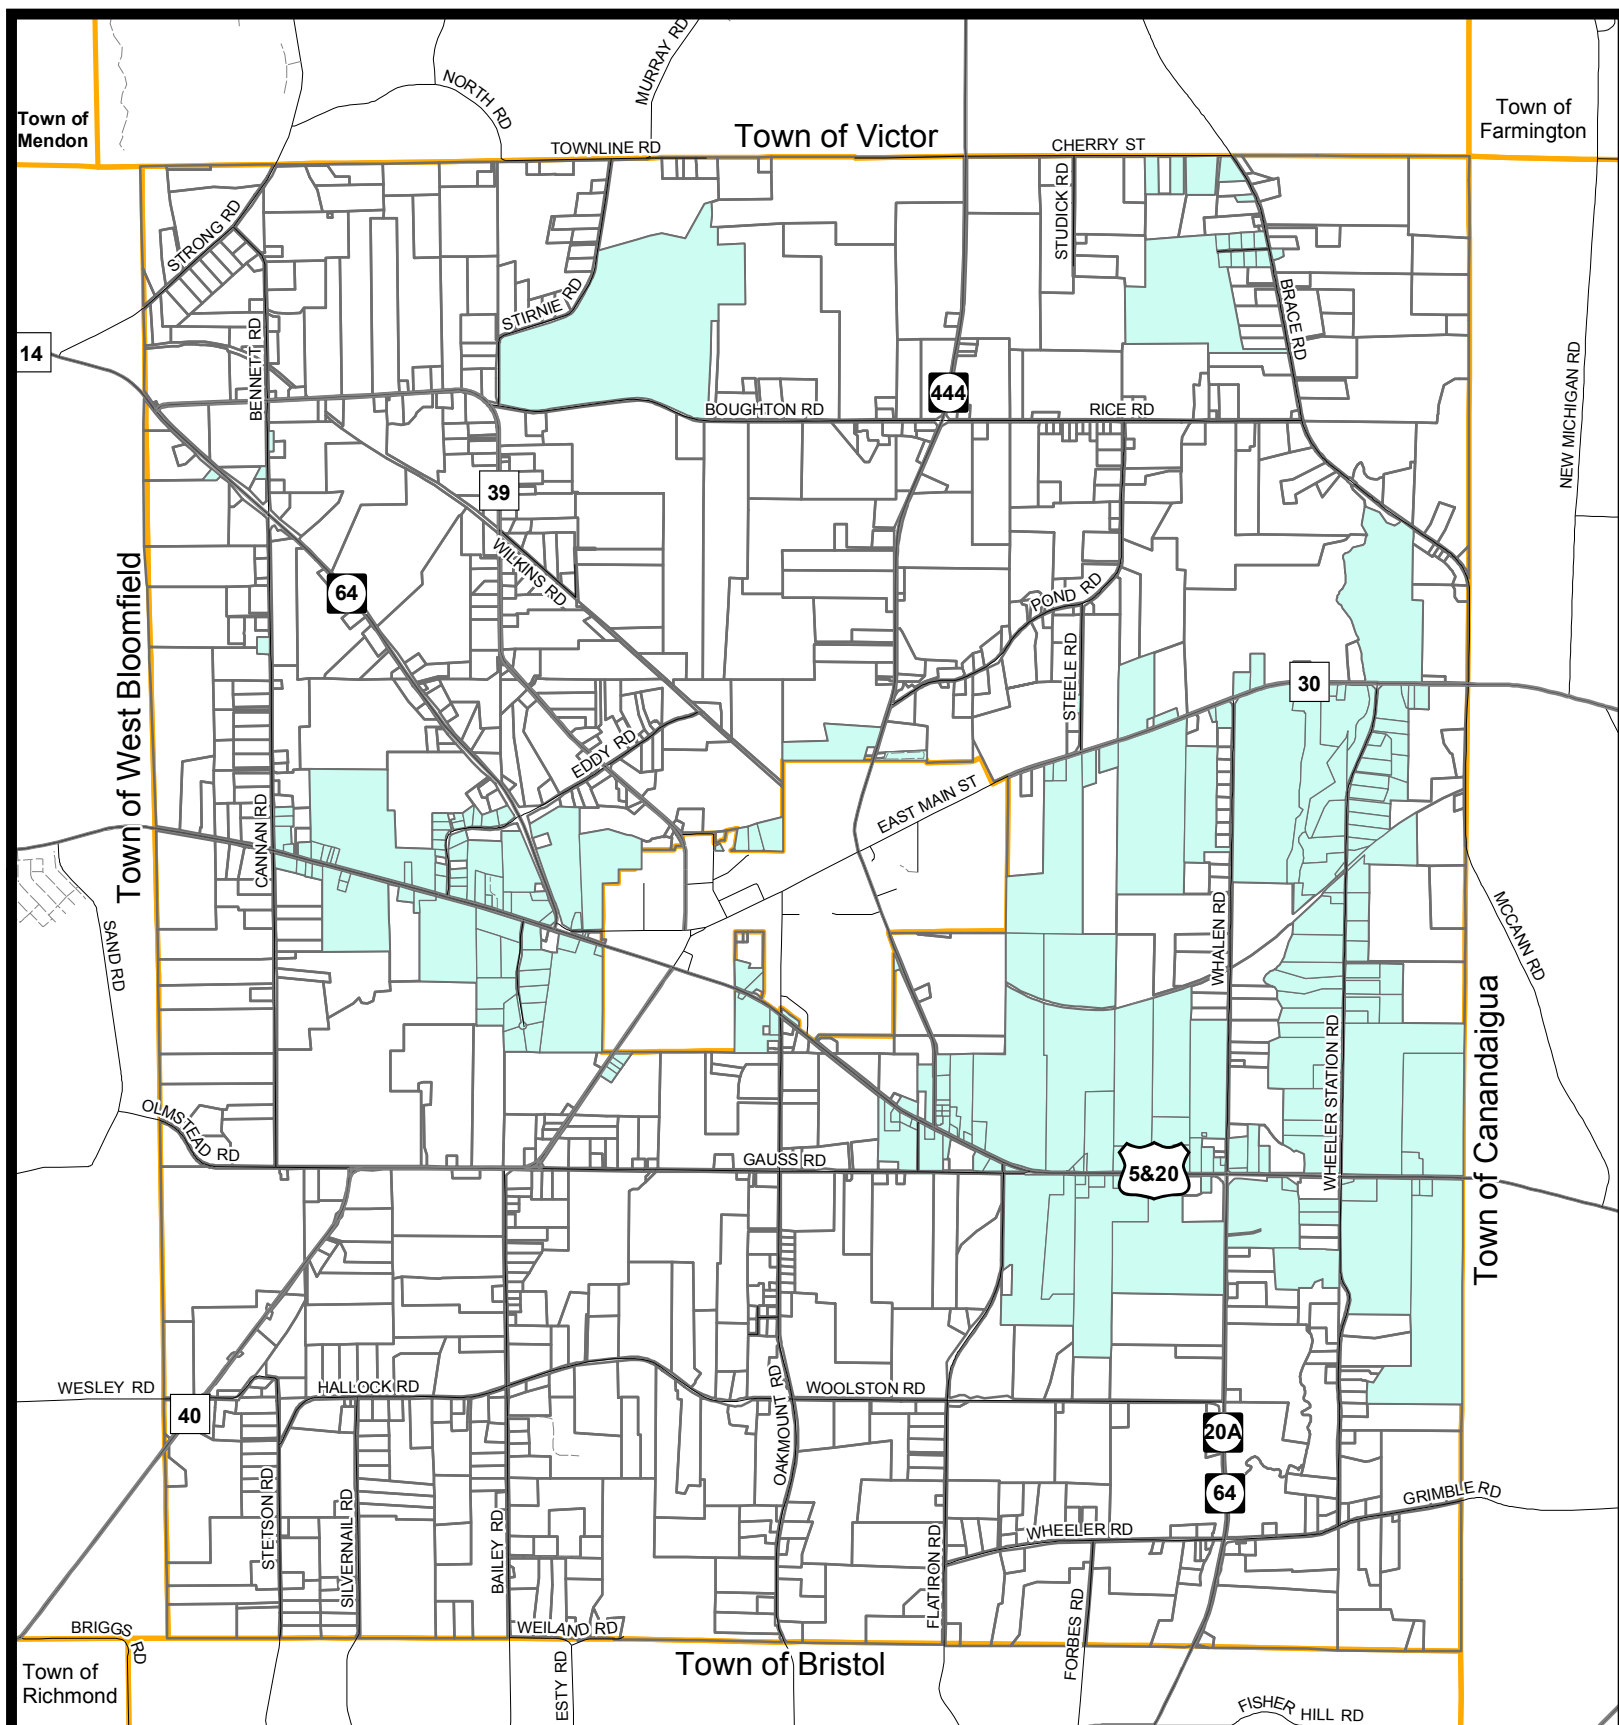 MURRAY RD
NORTH RD
Town of
Mendon
Town of Victor
Town of
Farmington
TOWNLINE RD
CHERRY ST
STUDICK RD
STRONG RD
STIRNIE RD
BRACE RD
BENNETT RD
14
NEW MICHIGAN RD
444
BOUGHTON RD
RICE RD
39
WILKINS RD
64
POND RD
Town of West Bloomfield
STEELE RD
30
EDDY RD
EAST MAIN ST
CANNAN RD
WHALEN RD
SAND RD
MCCANN RD
WHEELER STATION RD
Town of Canandaigua
OLMSTEAD RD
GAUSS RD
5&20
WESLEY RD
HALLOCK RD
WOOLSTON RD
OAKMOUNT RD
40
20A
64
STETSON RD
SILVERNAIL RD
BAILEY RD
FLATIRON RD
WHEELER RD
GRIMBLE RD
FORBES RD
BRIGGS RD
WEILAND RD
Town of Bristol
Town of
Richmond
ESTY RD
FISHER HILL RD